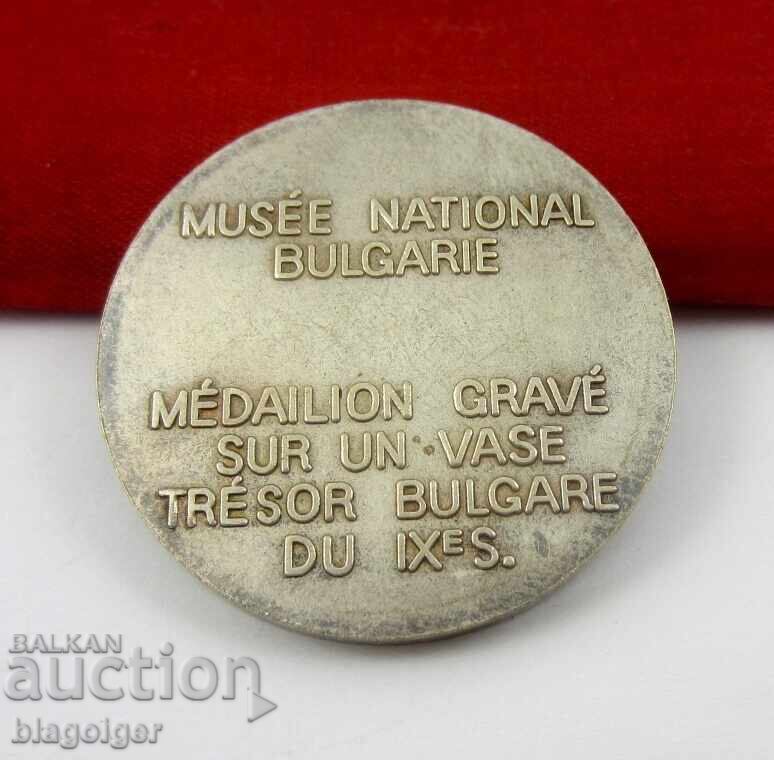 MUSÉE NATIONAL
BULGARIE
MÉDAILION GRAVÉ
SUR UN VASE
TRÉSOR BULGARE
DU IXES.
BALKAN
auction
blagoiger